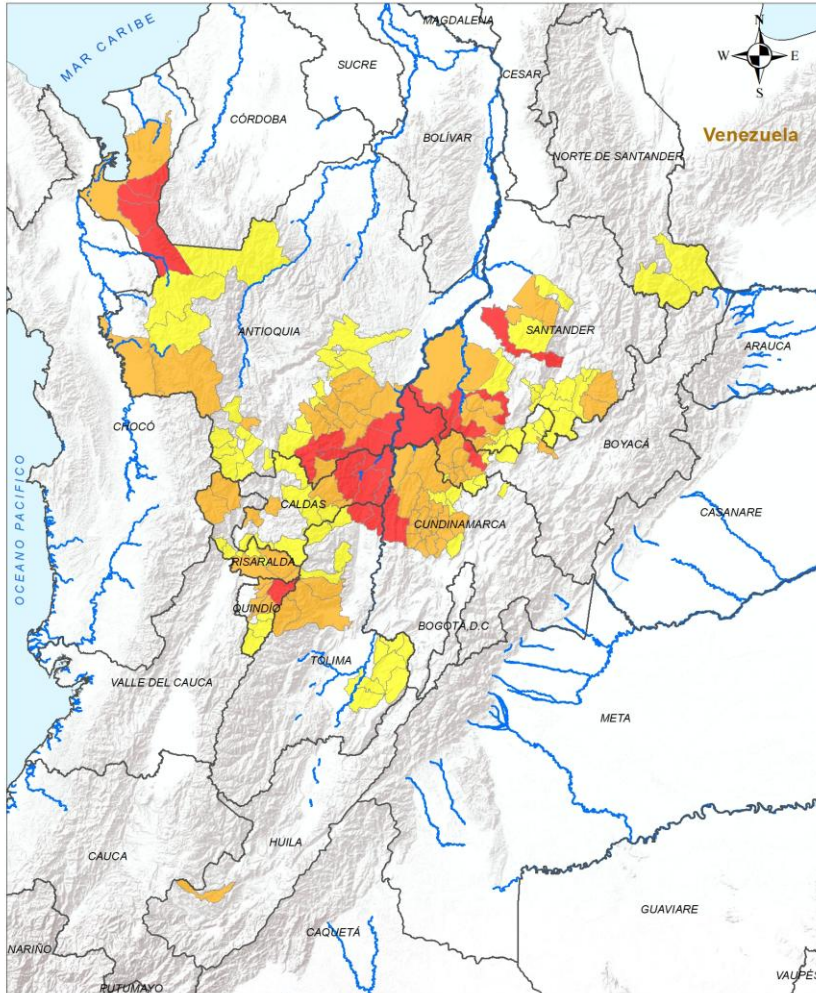 MAGDALENA
MAR CARIBE
N
W E
S
SUCRE
CESAR
CÓRDOBA
BOLÍVAR
Venezuela
NORTE DE SANTANDER
ANTIOQUIA
SANTANDER
ARAUCA
CHOCÓ
BOYACÁ
OCEANO PACIFICO
CALDAS
CUNDINAMARCA
CASANARE
RISARALDA
QUINDÍO
BOGOTÁ, D.C
TOLIMA
VALLE DEL CAUCA
META
HUILA
CAUCA
GUAVIARE
CAQUETÁ
NARIÑO
PUTUMAYO
VAUPÉS